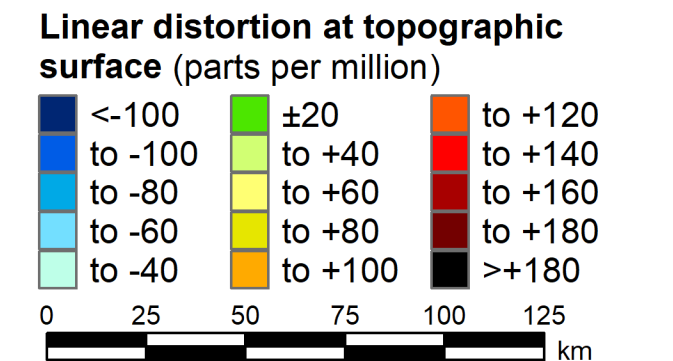 Linear distortion at topographic
surface (parts per million)
<-100
to -100
to -80
to -60
to -40
±20
to +40
to +60
to +80
to +100
to +120
to +140
to +160
to +180
>+180
0 25 50 75 100 125
km